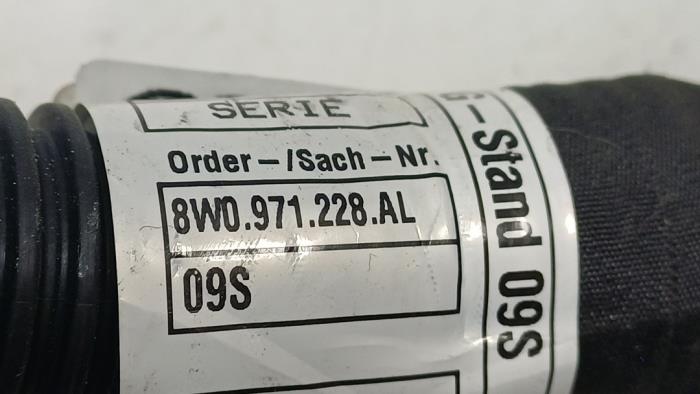 SERIE
Order-/Sach-Nr.
8W0.971.228.AL
09S
-Stand 09S